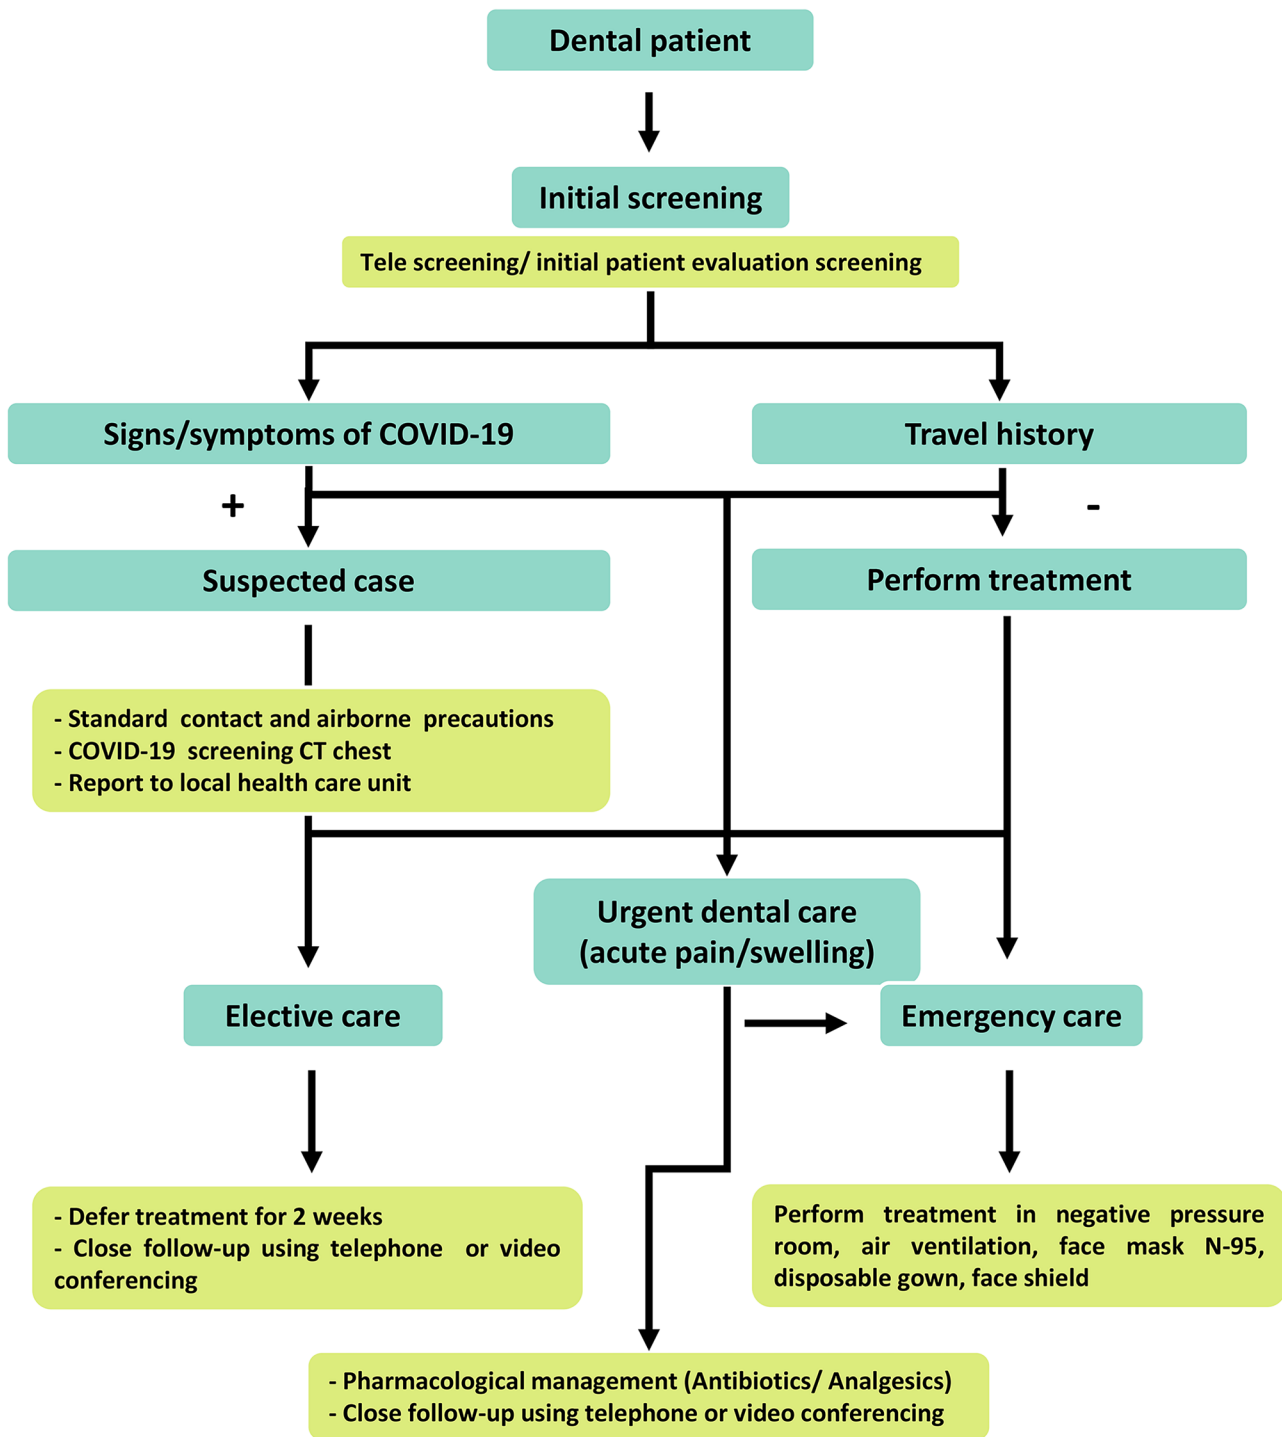 Dental patient
Initial screening
Tele screening/ initial patient evaluation screening
Signs/symptoms of COVID-19
Travel history
+
-
Suspected case
Perform treatment
- Standard contact and airborne precautions
- COVID-19 screening CT chest
- Report to local health care unit
Urgent dental care
(acute pain/swelling)
Elective care
Emergency care
- Defer treatment for 2 weeks
- Close follow-up using telephone or video
conferencing
Perform treatment in negative pressure
room, air ventilation, face mask N-95,
disposable gown, face shield
- Pharmacological management (Antibiotics/ Analgesics)
- Close follow-up using telephone or video conferencing